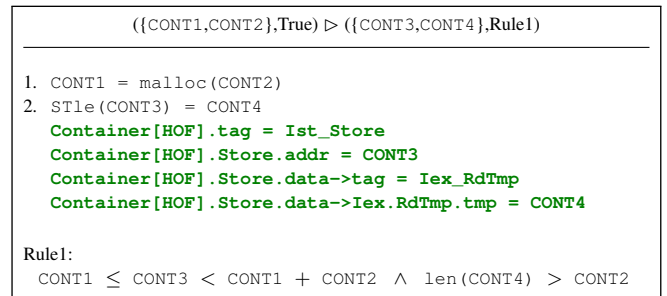 ({CONT1,CONT2},True) ▷ ({CONT3,CONT4},Rule1)
1. CONT1 = malloc(CONT2)
2. STle(CONT3) = CONT4
Container[HOF].tag = Ist_Store
Container[HOF].Store.addr = CONT3
Container[HOF].Store.data->tag = Iex_RdTmp
Container[HOF].Store.data->Iex.RdTmp.tmp = CONT4
Rule1:
CONT1 ≤ CONT3 < CONT1 + CONT2 ∧ len(CONT4) > CONT2